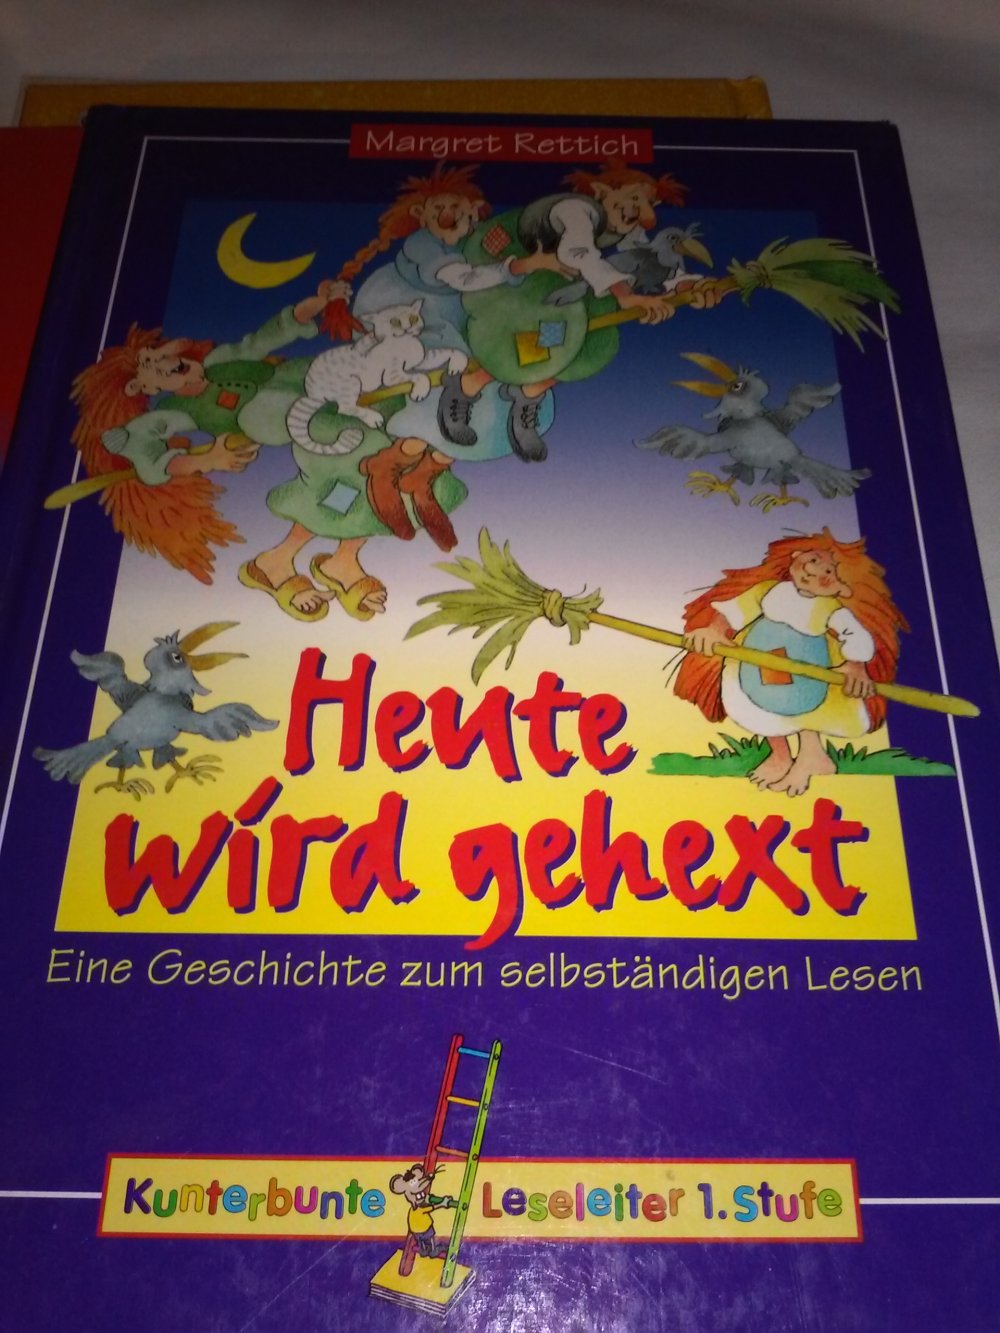 Margret Rettich
Heute
wird gehext
Eine Geschichte zum selbständigen Lesen
Kunterbunte Leseleiter 1. Stufe